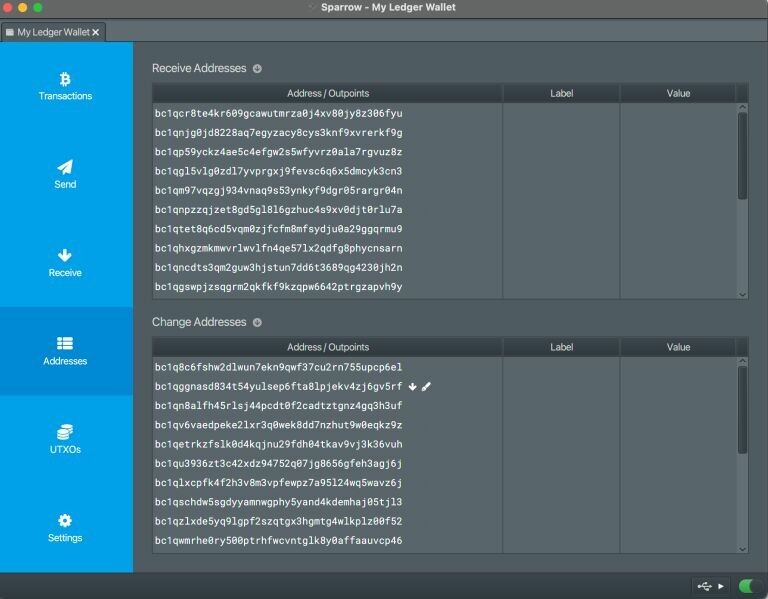 Sparrow - My Ledger Wallet
My Ledger Wallet
Transactions
Send
Receive
Addresses
UTXOs
Settings
Receive Addresses
Address / Outpoints Label Value
bc1qcr8te4kr609gcawutmrza0j4xv80jy8z306fyu
bc1qnjg0jd8228aq7egyzacy8cys3knf9xvrerkf9g
bc1qp59yckz4ae5c4efgw2s5wfyvrz0ala7rgvuz8z
bc1qgl5vlg0zdl7yvprgxj9fevsc6q6x5dmcyk3cn3
bc1qm97vqzgj934vnaq9s53ynkyf9dgr05rargr04n
bc1qnpzzqjzet8gd5gl8l6gzhuc4s9xv0djt0rlu7a
bc1qtet8q6cd5vqm0zjfcfm8mfsydju0a29ggqrmu9
bc1qhxgzmkmwvrlwvlfn4qe57lx2qdfg8phycnsarn
bc1qncdts3qm2guw3hjstun7dd6t3689qg4230jh2n
bc1qgswpjzsqgrm2qkfkf9kzqpw6642ptrgzapvh9y
Change Addresses
Address / Outpoints Label Value
bc1q8c6fshw2dlwun7ekn9qwf37cu2rn755upcp6el
bc1qggnasd834t54yulsep6fta8lpjekv4zj6gv5rf
bc1qn8alfh45rlsj44pcdt0f2cadtztgnz4gq3h3uf
bc1qv6vaedpeke2lxr3q0wek8dd7nzhut9w0eqkz9z
bc1qetrkzfslk0d4kqjnu29fdh04tkav9vj3k36vuh
bc1qu3936zt3c42xdz94752q07jg8656gfeh3agj6j
bc1qlxcpfk4f2h3v8m3vpfewpz7a95l24wq5wavz6j
bc1qschdw5sgdyyamnwgphy5yand4kdemhaj05tjl3
bc1qzlxde5yq9lgpf2szqtgx3hgmtg4wlkplz00f52
bc1qwmrhe0ry500ptrhfwcvntglk8y0affaauvcp46